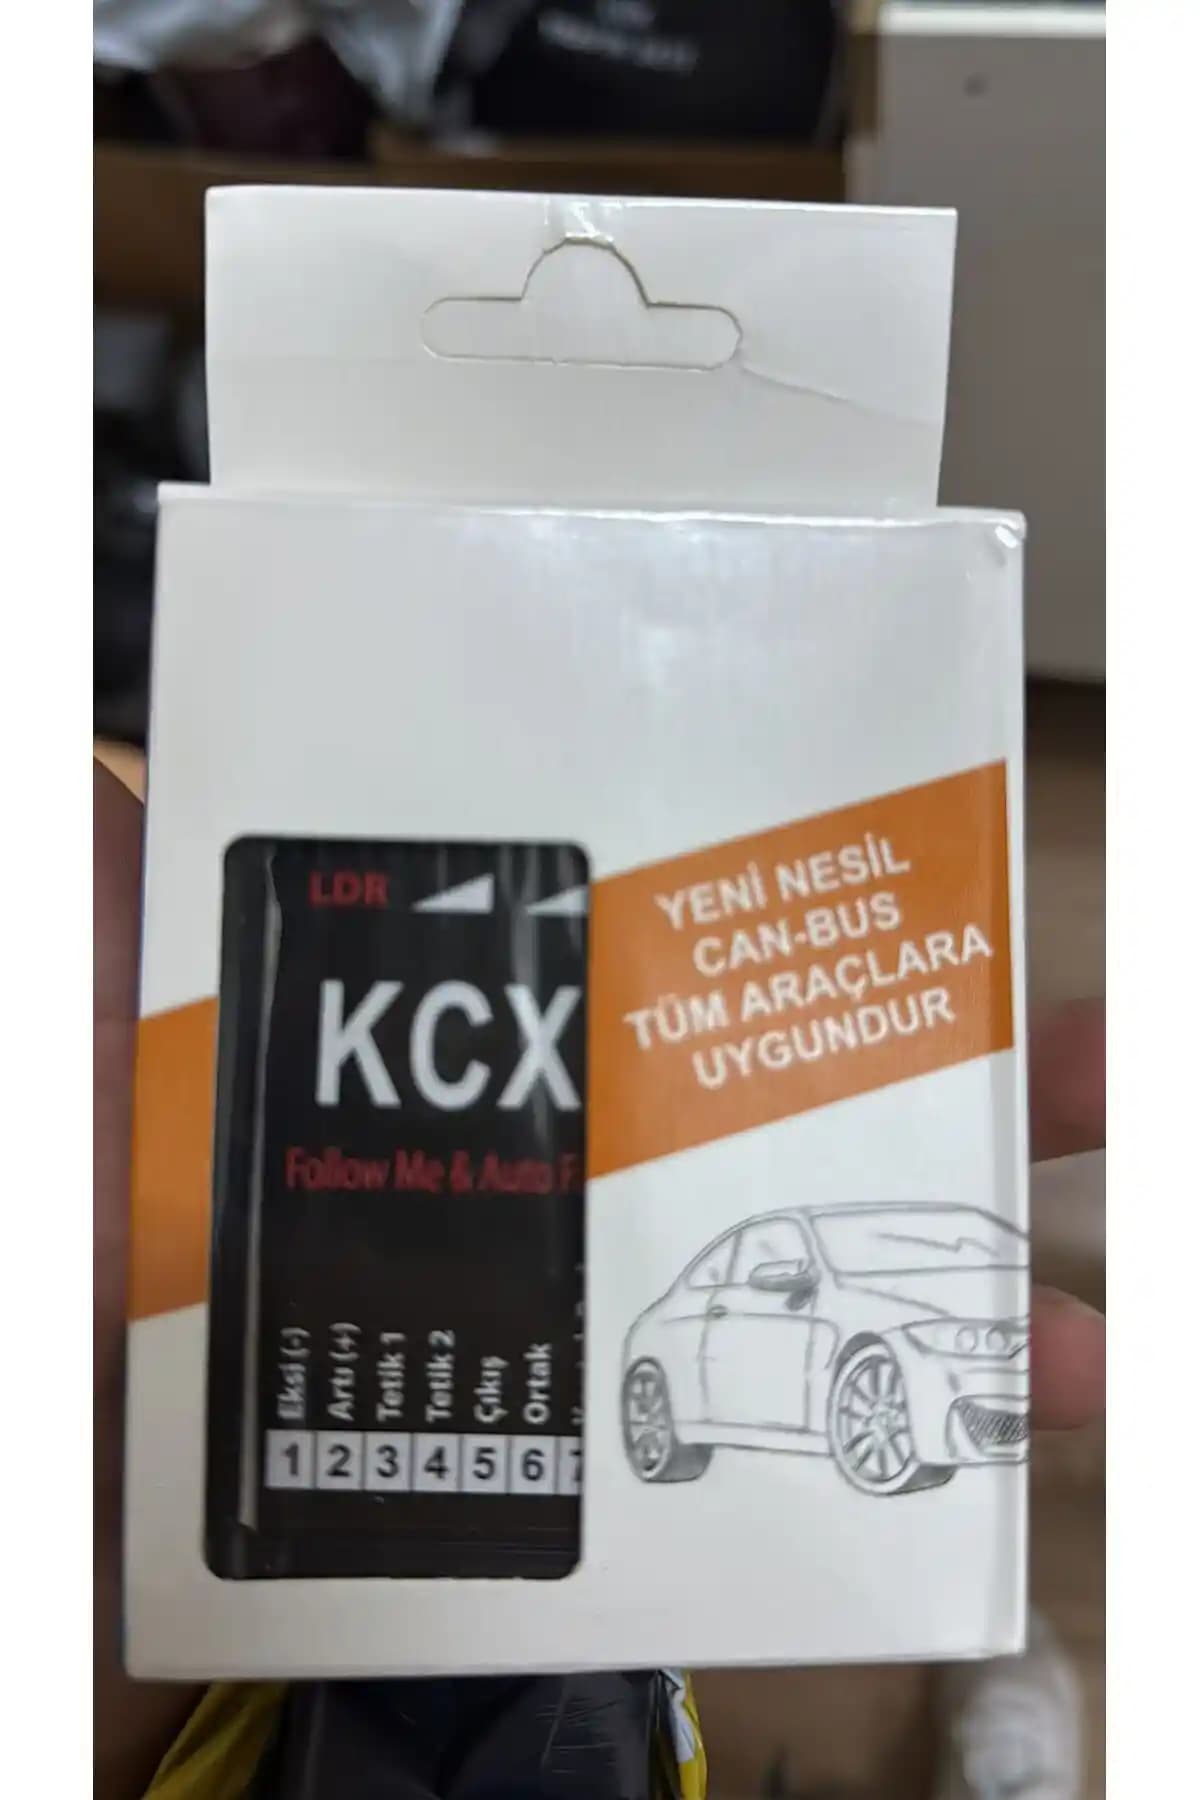 LDR
KCX
Follow Me & Auto F
Eksi (-)
Artı (+)
Tetik 1
Tetik 2
Çıkış
Ortak
1 2 3 4 5 6 7
YENİ NESİL
CAN-BUS
TÜM ARAÇLARA
UYGUNDUR